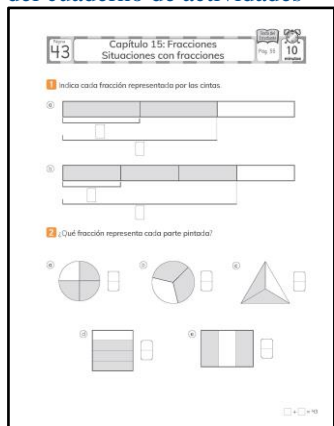 del cuaderno de actividades
Página
43
Capítulo 15: Fracciones
Situaciones con fracciones
Pág. 55
10
minutos
1 Indica cada fracción representada por las cintas.
a
b
2 ¿Qué fracción representa cada parte pintada?
a
b
c
d
e